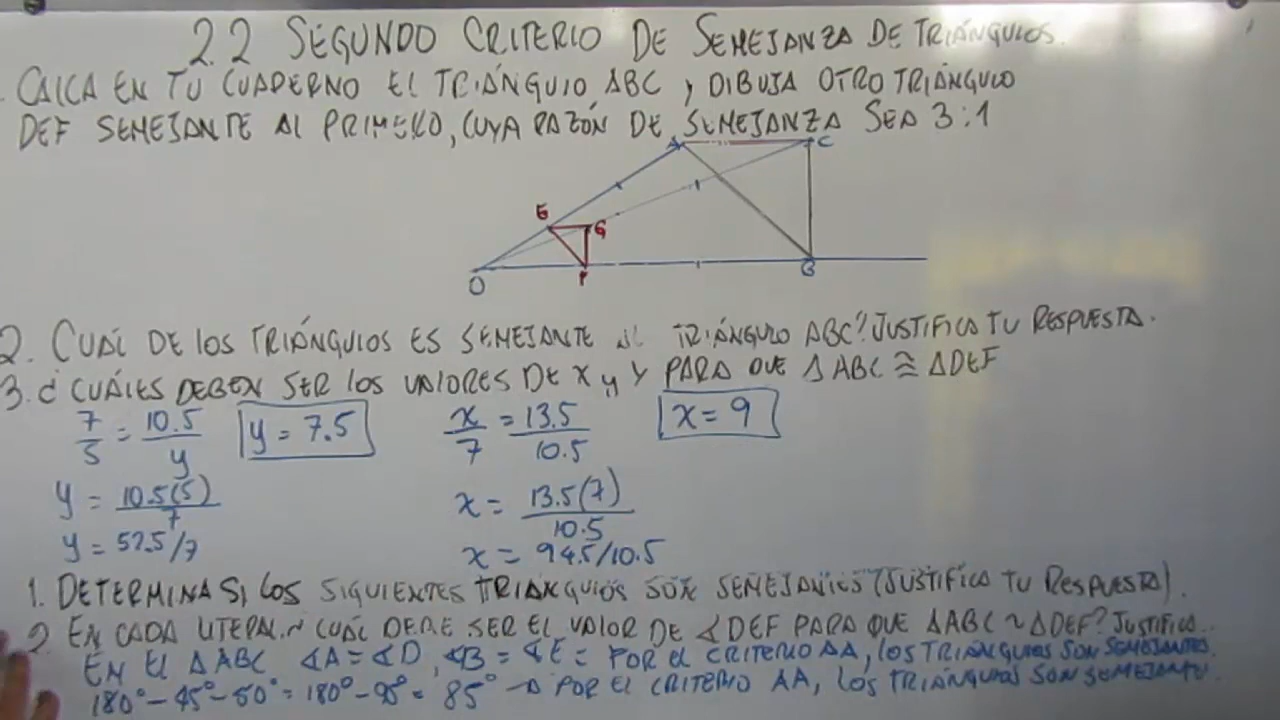 2.2 SEGUNDO CRITERIO DE SEMEJANZA DE TRIÁNGULOS.
CALCA EN TU CUADERNO EL TRIÁNGULO ABC, y DIBUJA OTRO TRIÁNGULO
DEF SEMEJANTE AL PRIMERO, CUYA RAZÓN DE SEMEJANZA SEA 3:1
A C
E G
O F B
2. CUÁL DE LOS TRIÁNGULOS ES SEMEJANTE AL TRIÁNGULO ABC? JUSTIFICA TU RESPUESTA.
3. ¿CUÁLES DEBEN SER LOS VALORES DE X y Y PARA QUE △ABC ≅ △DEF
7/5 = 10.5/y y = 7.5 x/7 = 13.5/10.5 x = 9
y = 10.5(5)/7 x = 13.5(7)/10.5
y = 52.5/7 x = 94.5/10.5
1. DETERMINA SI LOS SIGUIENTES TRIÁNGULOS SON SEMEJANTES (JUSTIFICA TU RESPUESTA).
2. EN CADA LITERAL ~ CUÁL DEBE SER EL VALOR DE ∢DEF PARA QUE △ABC ~ △DEF? JUSTIFICA..
EN EL △ABC ∢A = ∢D, ∢B = ∢E = POR EL CRITERIO AA, LOS TRIÁNGULOS SON SEMEJANTES.
180° - 45° - 50° = 180° - 95° = 85° → POR EL CRITERIO AA, LOS TRIÁNGULOS SON SEMEJANTES.